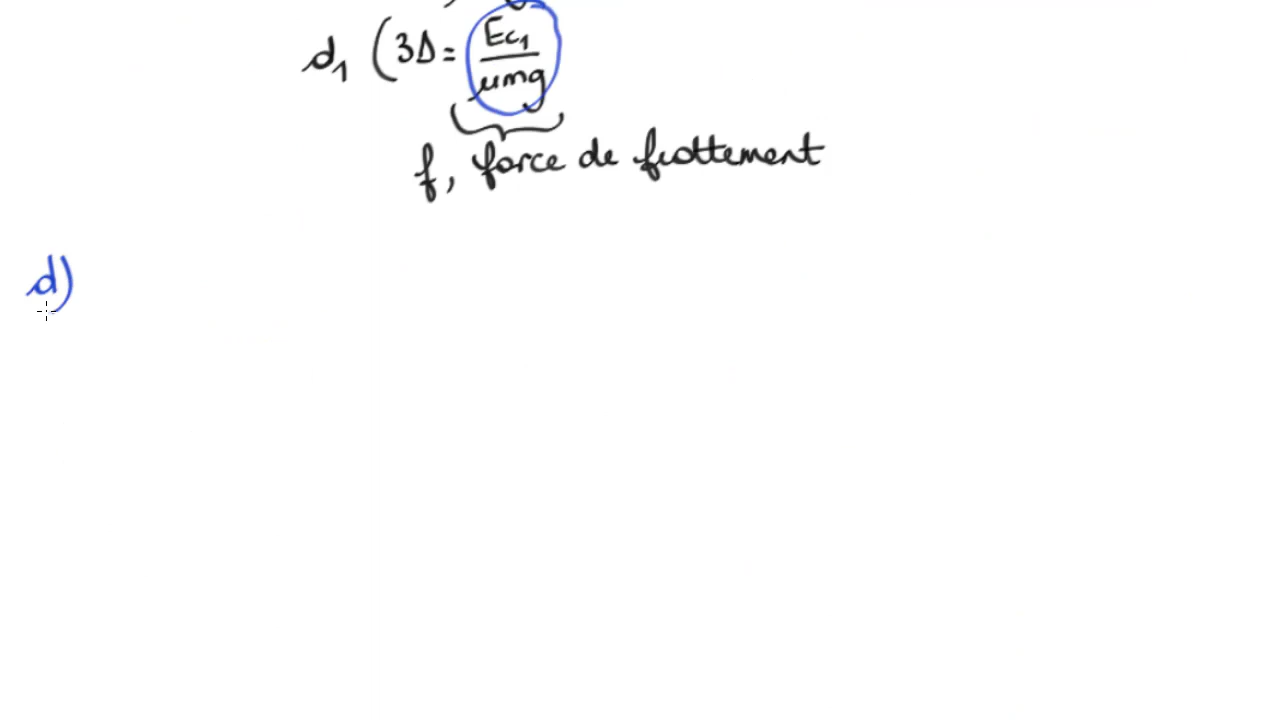 d₁ (3Δ = Ec₁/μmg
f, force de frottement
d)